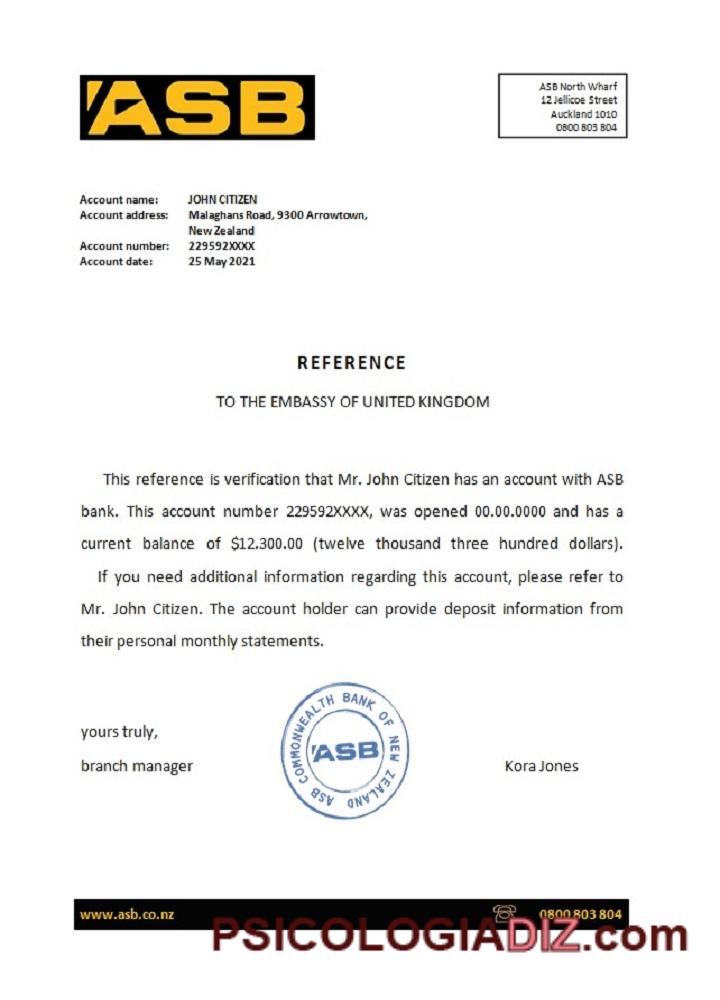 ASB
ASB North Wharf
12 Jellicoe Street
Auckland 1010
0800 803 804
Account name: JOHN CITIZEN
Account address: Malaghans Road, 9300 Arrowtown,
New Zealand
Account number: 229592XXXX
Account date: 25 May 2021
REFERENCE
TO THE EMBASSY OF UNITED KINGDOM
This reference is verification that Mr. John Citizen has an account with ASB
bank. This account number 229592XXXX, was opened 00.00.0000 and has a
current balance of $12.300.00 (twelve thousand three hundred dollars).
If you need additional information regarding this account, please refer to
Mr. John Citizen. The account holder can provide deposit information from
their personal monthly statements.
yours truly,
branch manager
ASB COMMONWEALTH BANK OF NEW ZEALAND
ASB
Kora Jones
www.asb.co.nz
0800 803 804
PSICOLOGIADIZ.com